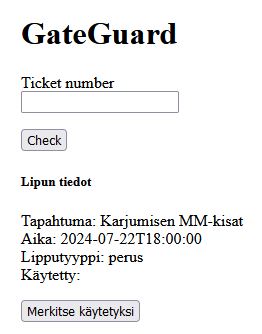 GateGuard
Ticket number
Check
Lipun tiedot
Tapahtuma: Karjumisen MM-kisat
Aika: 2024-07-22T18:00:00
Lipputyyppi: perus
Käytetty:
Merkitse käytetyksi